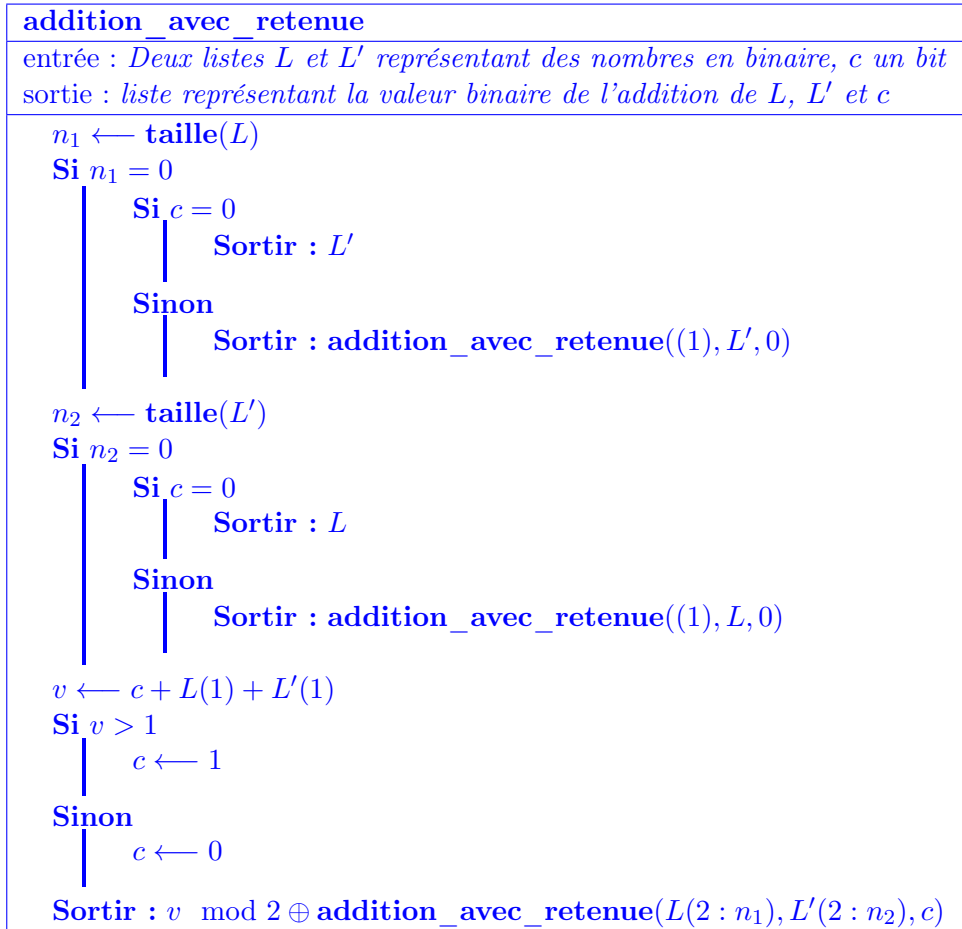 addition_avec_retenue
entrée : Deux listes L et L′ représentant des nombres en binaire, c un bit
sortie : liste représentant la valeur binaire de l'addition de L, L′ et c
n₁ ⟵ taille(L)
Si n₁ = 0
Si c = 0
Sortir : L′
Sinon
Sortir : addition_avec_retenue((1), L′, 0)
n₂ ⟵ taille(L′)
Si n₂ = 0
Si c = 0
Sortir : L
Sinon
Sortir : addition_avec_retenue((1), L, 0)
v ⟵ c + L(1) + L′(1)
Si v > 1
c ⟵ 1
Sinon
c ⟵ 0
Sortir : v mod 2 ⊕ addition_avec_retenue(L(2 : n₁), L′(2 : n₂), c)